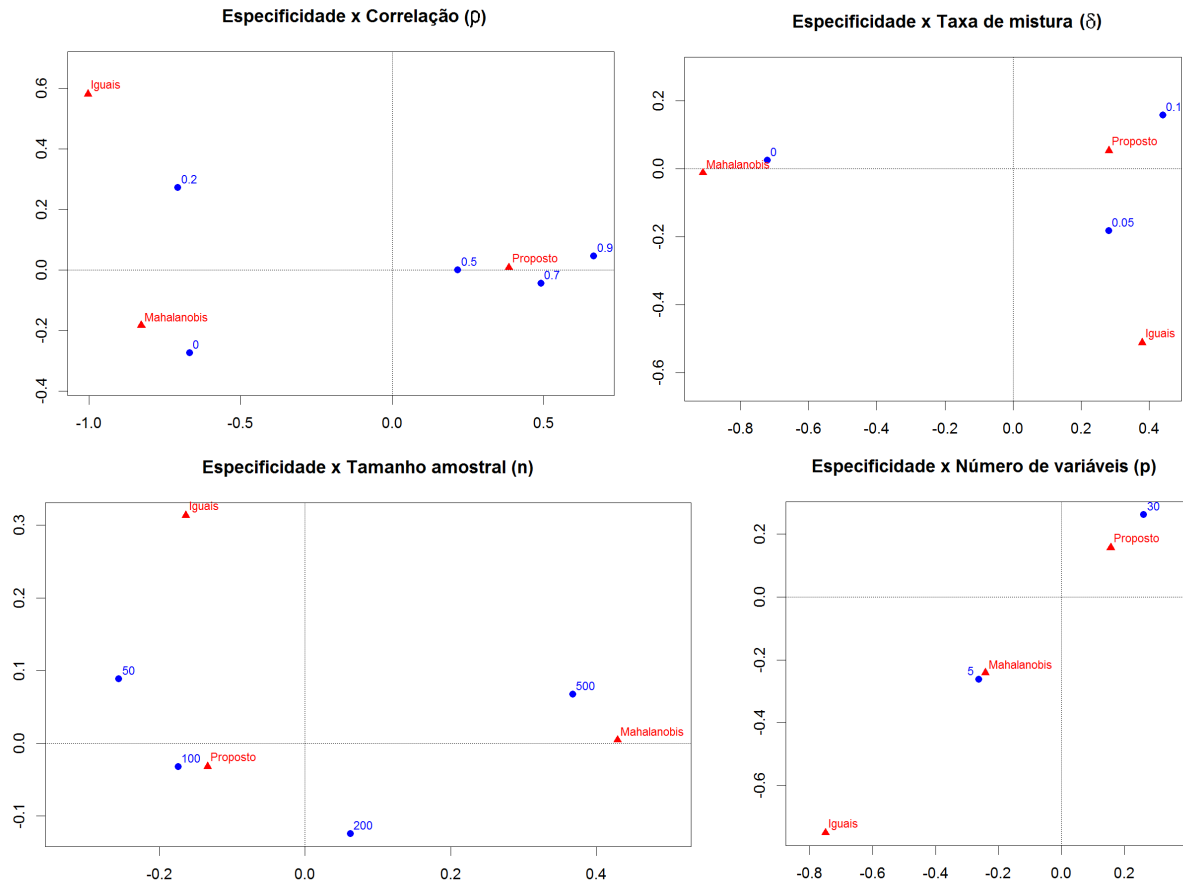 Especificidade x Correlação (ρ)
Iguais
0.2
Mahalanobis
0
0.5
Proposto
0.7
0.9
0.6
0.4
0.2
0.0
-0.2
-0.4
-1.0 -0.5 0.0 0.5
Especificidade x Taxa de mistura (δ)
0.1
Proposto
0
Mahalanobis
0.05
Iguais
0.2
0.0
-0.2
-0.4
-0.6
-0.8 -0.6 -0.4 -0.2 0.0 0.2 0.4
Especificidade x Tamanho amostral (n)
Iguais
50
500
Mahalanobis
100
Proposto
200
0.3
0.2
0.1
0.0
-0.1
-0.2 0.0 0.2 0.4
Especificidade x Número de variáveis (p)
30
Proposto
5
Mahalanobis
Iguais
0.2
0.0
-0.2
-0.4
-0.6
-0.8 -0.6 -0.4 -0.2 0.0 0.2